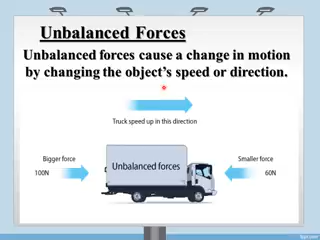 Unbalanced Forces
Unbalanced forces cause a change in motion
by changing the object's speed or direction.
Truck speed up in this direction
Bigger force
Smaller force
100N
Unbalanced forces
60N